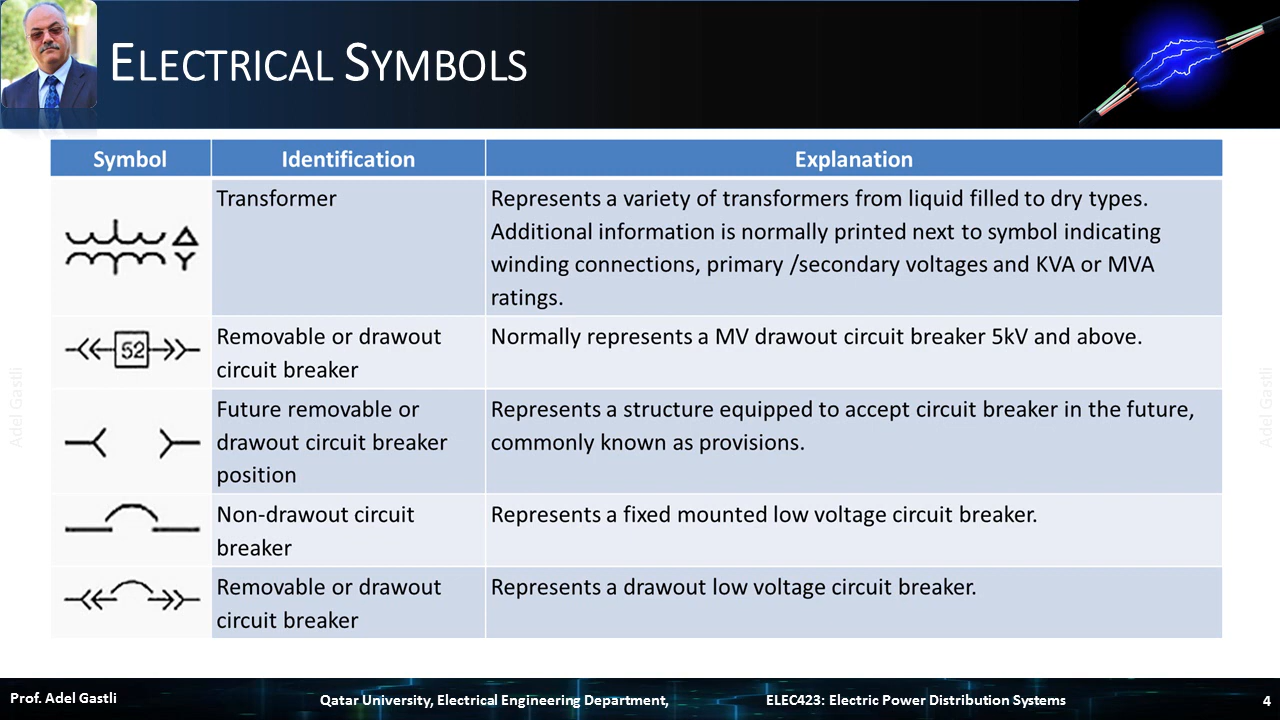 ELECTRICAL SYMBOLS
Symbol
Identification
Explanation
Transformer
Represents a variety of transformers from liquid filled to dry types.
Additional information is normally printed next to symbol indicating
winding connections, primary /secondary voltages and KVA or MVA
ratings.
52
Removable or drawout
circuit breaker
Normally represents a MV drawout circuit breaker 5kV and above.
Future removable or
drawout circuit breaker
position
Represents a structure equipped to accept circuit breaker in the future,
commonly known as provisions.
Non-drawout circuit
breaker
Represents a fixed mounted low voltage circuit breaker.
Removable or drawout
circuit breaker
Represents a drawout low voltage circuit breaker.
Adel Gastli
Adel Gastli
Prof. Adel Gastli
Qatar University, Electrical Engineering Department,
ELEC423: Electric Power Distribution Systems
4